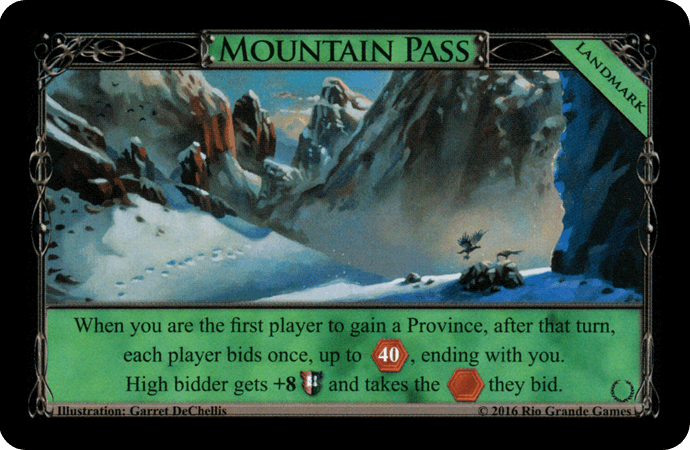 MOUNTAIN PASS
LANDMARK
When you are the first player to gain a Province, after that turn,
each player bids once, up to 40, ending with you.
High bidder gets +8 and takes the they bid.
Illustration: Garret DeChellis
© 2016 Rio Grande Games